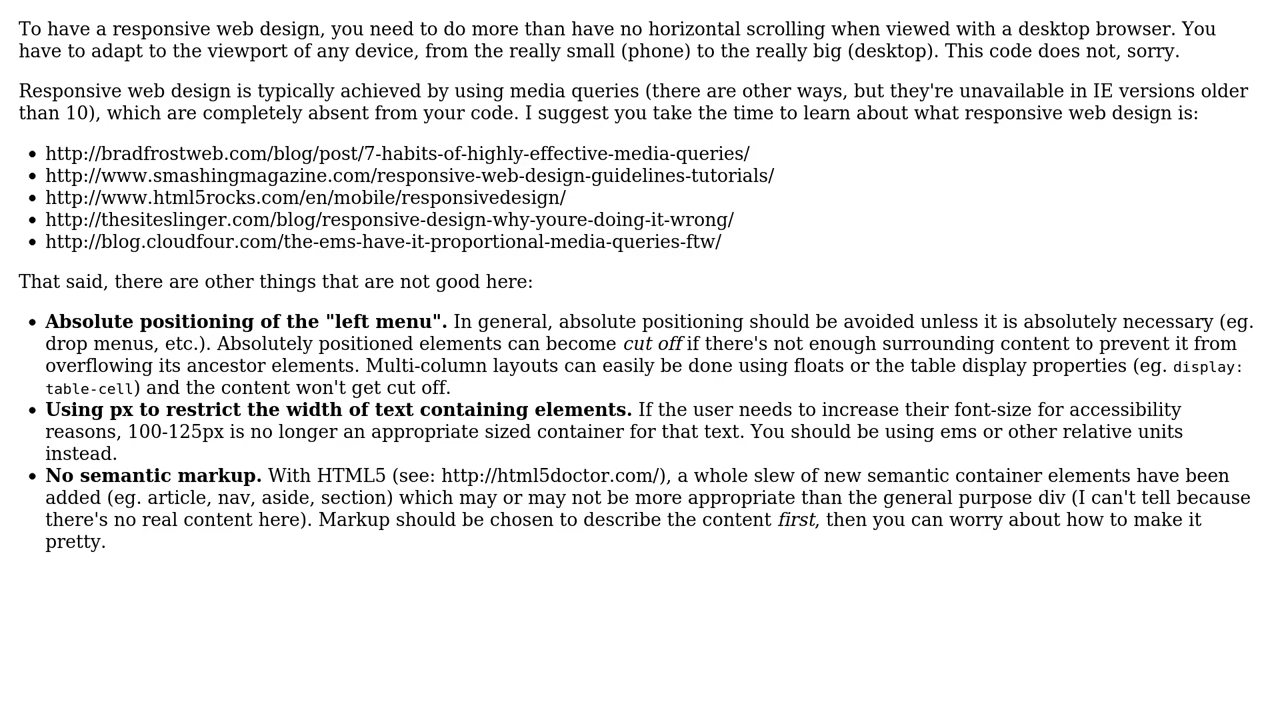 To have a responsive web design, you need to do more than have no horizontal scrolling when viewed with a desktop browser. You
have to adapt to the viewport of any device, from the really small (phone) to the really big (desktop). This code does not, sorry.
Responsive web design is typically achieved by using media queries (there are other ways, but they're unavailable in IE versions older
than 10), which are completely absent from your code. I suggest you take the time to learn about what responsive web design is:
• http://bradfrostweb.com/blog/post/7-habits-of-highly-effective-media-queries/
• http://www.smashingmagazine.com/responsive-web-design-guidelines-tutorials/
• http://www.html5rocks.com/en/mobile/responsivedesign/
• http://thesiteslinger.com/blog/responsive-design-why-youre-doing-it-wrong/
• http://blog.cloudfour.com/the-ems-have-it-proportional-media-queries-ftw/
That said, there are other things that are not good here:
• Absolute positioning of the "left menu". In general, absolute positioning should be avoided unless it is absolutely necessary (eg.
drop menus, etc.). Absolutely positioned elements can become cut off if there's not enough surrounding content to prevent it from
overflowing its ancestor elements. Multi-column layouts can easily be done using floats or the table display properties (eg. display:
table-cell) and the content won't get cut off.
• Using px to restrict the width of text containing elements. If the user needs to increase their font-size for accessibility
reasons, 100-125px is no longer an appropriate sized container for that text. You should be using ems or other relative units
instead.
• No semantic markup. With HTML5 (see: http://html5doctor.com/), a whole slew of new semantic container elements have been
added (eg. article, nav, aside, section) which may or may not be more appropriate than the general purpose div (I can't tell because
there's no real content here). Markup should be chosen to describe the content first, then you can worry about how to make it
pretty.